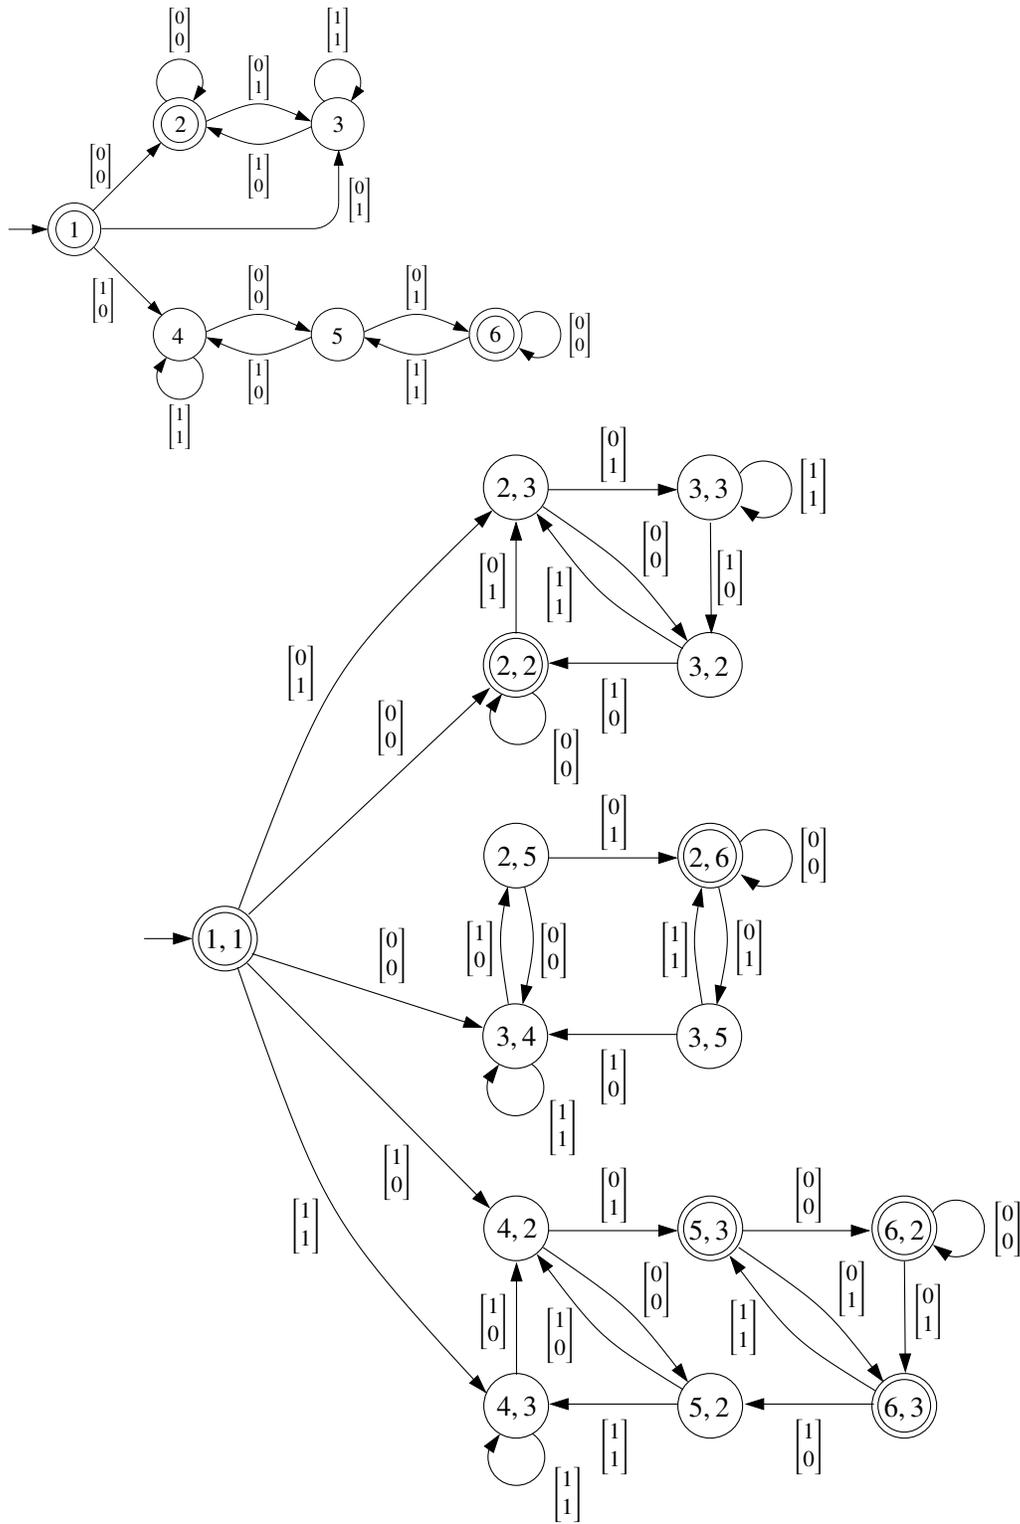 [0 0] [1 1]
[0 1]
2 3
[0 0] [1 0] [0 1]
1
[1 0] [0 0] [0 1]
4 5 6 [0 0]
[1 0] [1 1]
[1 1]
[0 1]
2, 3 3, 3 [1 1]
[0 0]
[0 1] [1 1] [1 0]
[0 1] 2, 2 3, 2
[0 0] [1 0]
[0 0]
[0 1]
2, 5 2, 6 [0 0]
1, 1 [0 0] [1 0] [0 0] [1 1] [0 1]
3, 4 3, 5
[1 0]
[1 1]
[1 0] [0 1] [0 0]
[1 1] 4, 2 5, 3 6, 2 [0 0]
[0 0] [0 1]
[1 0] [1 0] [1 1] [0 1]
4, 3 5, 2 6, 3
[1 1] [1 0]
[1 1]